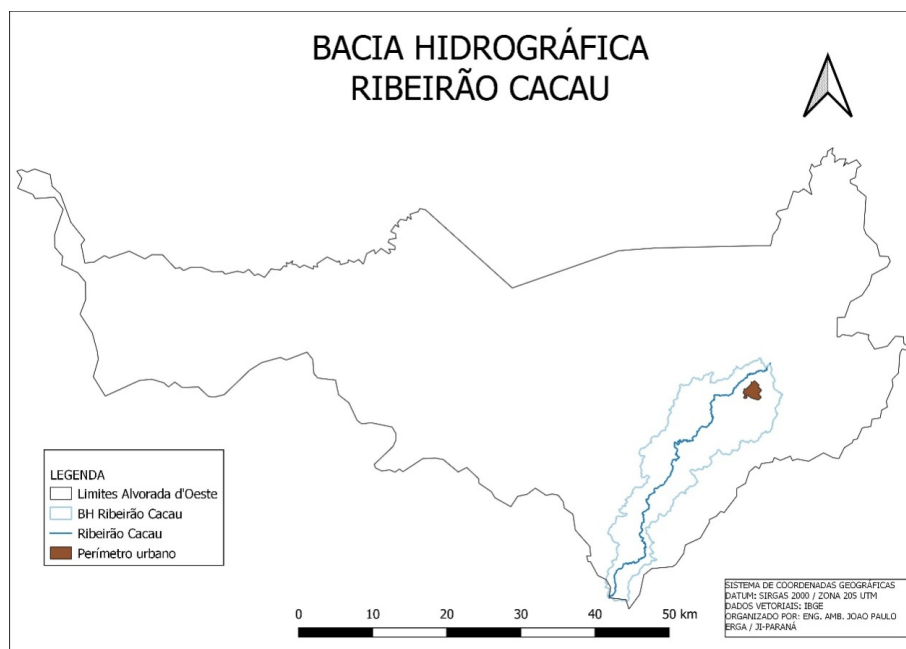 BACIA HIDROGRÁFICA
RIBEIRÃO CACAU
LEGENDA
Limites Alvorada d'Oeste
BH Ribeirão Cacau
Ribeirão Cacau
Perímetro urbano
0 10 20 30 40 50 km
SISTEMA DE COORDENADAS GEOGRÁFICAS
DATUM: SIRGAS 2000 / ZONA 20S UTM
DADOS VETORIAIS: IBGE
ORGANIZADO POR: ENG. AMB. JOAO PAULO
ERGA / JI-PARANÁ